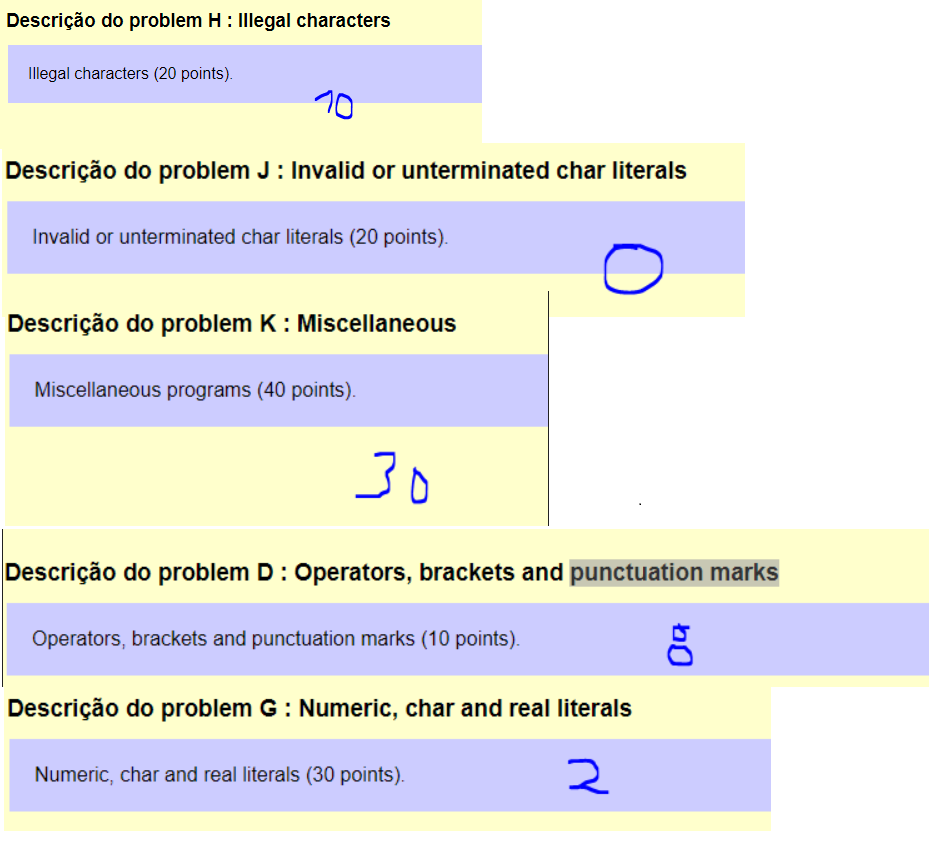 Descrição do problem H : Illegal characters
Illegal characters (20 points).
10
Descrição do problem J : Invalid or unterminated char literals
Invalid or unterminated char literals (20 points).
0
Descrição do problem K : Miscellaneous
Miscellaneous programs (40 points).
30
Descrição do problem D : Operators, brackets and punctuation marks
Operators, brackets and punctuation marks (10 points).
8
Descrição do problem G : Numeric, char and real literals
Numeric, char and real literals (30 points).
2